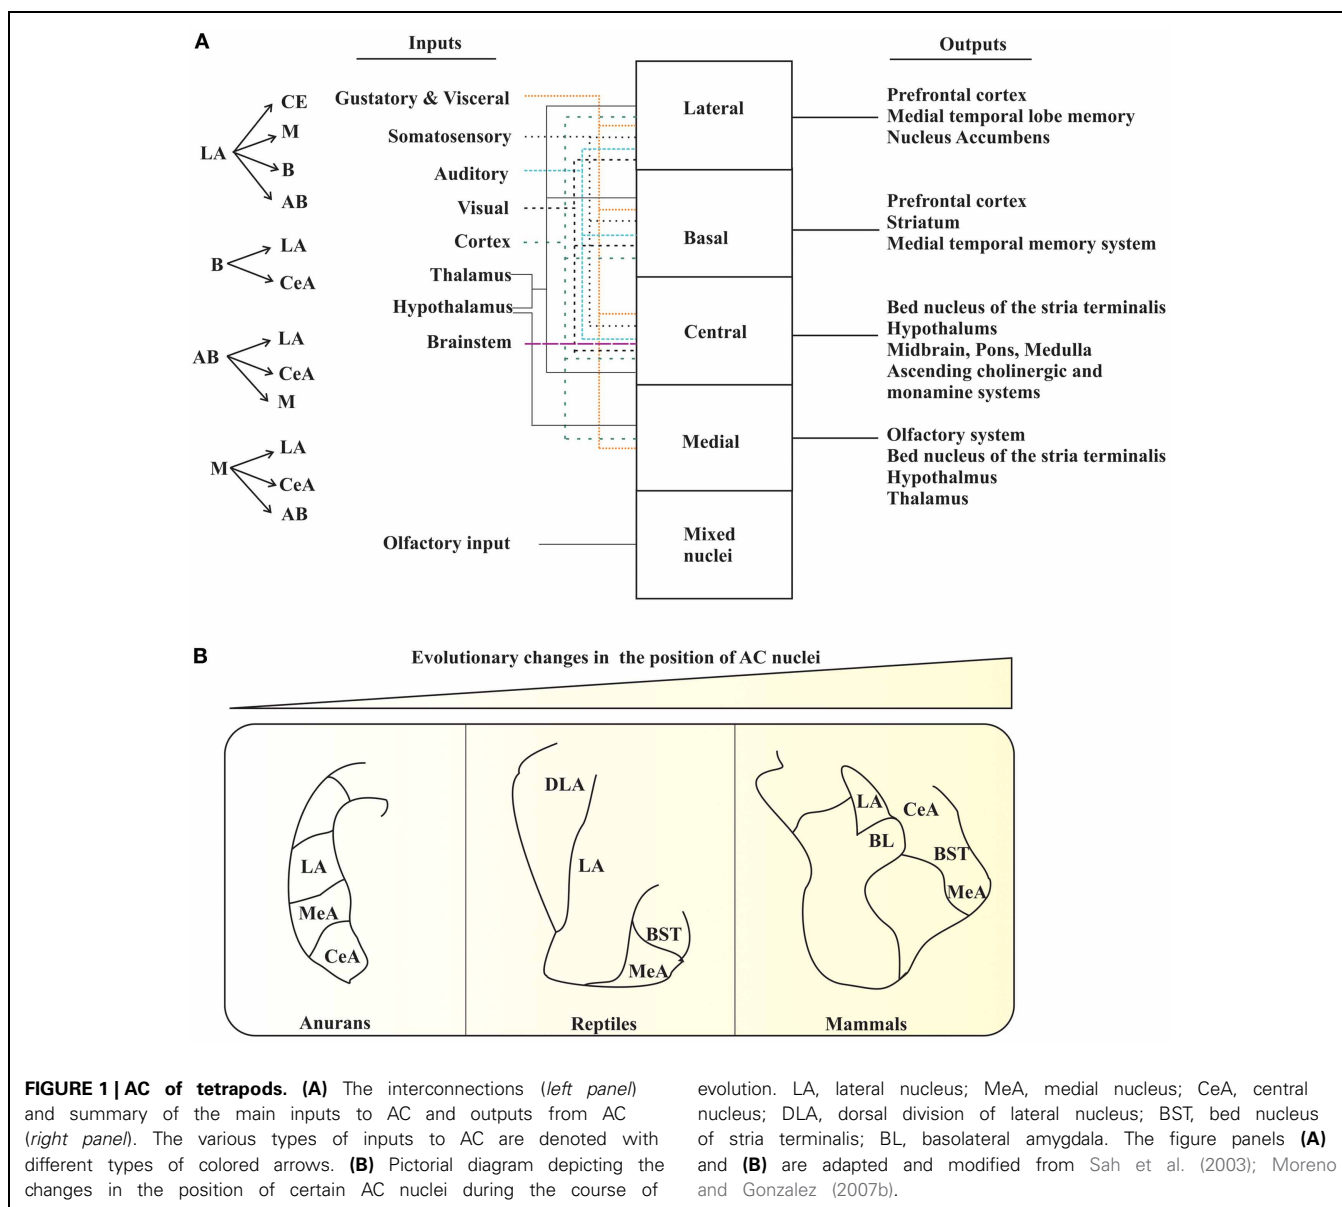 A
Inputs
Outputs
LA
CE
M
B
AB
B
LA
CeA
AB
LA
CeA
M
M
LA
CeA
AB
Gustatory & Visceral
Somatosensory
Auditory
Visual
Cortex
Thalamus
Hypothalamus
Brainstem
Olfactory input
Lateral
Basal
Central
Medial
Mixed
nuclei
Prefrontal cortex
Medial temporal lobe memory
Nucleus Accumbens
Prefrontal cortex
Striatum
Medial temporal memory system
Bed nucleus of the stria terminalis
Hypothalums
Midbrain, Pons, Medulla
Ascending cholinergic and
monamine systems
Olfactory system
Bed nucleus of the stria terminalis
Hypothalmus
Thalamus
B
Evolutionary changes in the position of AC nuclei
LA
MeA
CeA
Anurans
DLA
LA
BST
MeA
Reptiles
LA
CeA
BL
BST
MeA
Mammals
FIGURE 1 | AC of tetrapods. (A) The interconnections (left panel)
and summary of the main inputs to AC and outputs from AC
(right panel). The various types of inputs to AC are denoted with
different types of colored arrows. (B) Pictorial diagram depicting the
changes in the position of certain AC nuclei during the course of
evolution. LA, lateral nucleus; MeA, medial nucleus; CeA, central
nucleus; DLA, dorsal division of lateral nucleus; BST, bed nucleus
of stria terminalis; BL, basolateral amygdala. The figure panels (A)
and (B) are adapted and modified from Sah et al. (2003); Moreno
and Gonzalez (2007b).